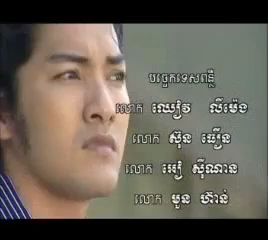 បច្ចេកទេសពន្លឺ
លោក ឈៀវ លីម៉េង
លោក ស៊ុន ធឿន
លោក អៀ ស៊ីណាន
លោក មួន ហ៊ាន់